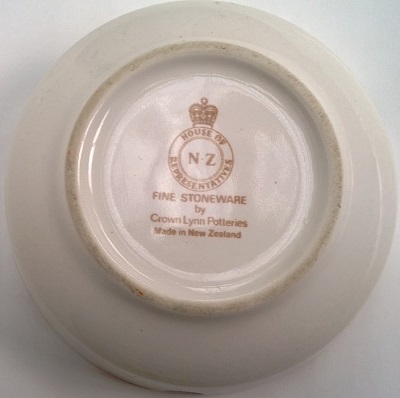 HOUSE OF
N·Z
REPRESENTATIVES
FINE STONEWARE
by
Crown Lynn Potteries
Made in New Zealand